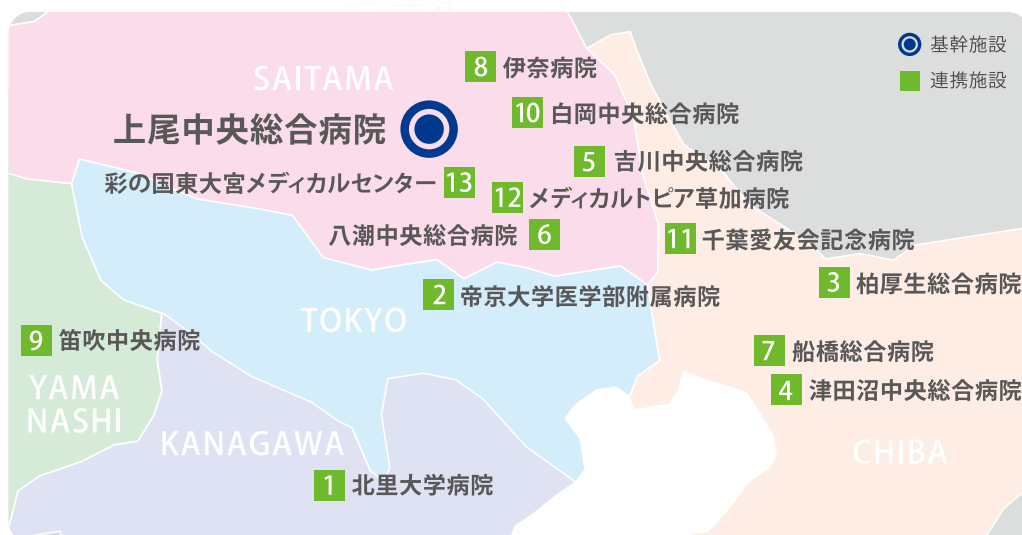 基幹施設
連携施設
SAITAMA
8 伊奈病院
10 白岡中央総合病院
上尾中央総合病院
5 吉川中央総合病院
彩の国東大宮メディカルセンター 13
12 メディカルトピア草加病院
八潮中央総合病院 6
11 千葉愛友会記念病院
3 柏厚生総合病院
2 帝京大学医学部附属病院
TOKYO
9 笛吹中央病院
7 船橋総合病院
YAMA
NASHI
4 津田沼中央総合病院
KANAGAWA
CHIBA
1 北里大学病院